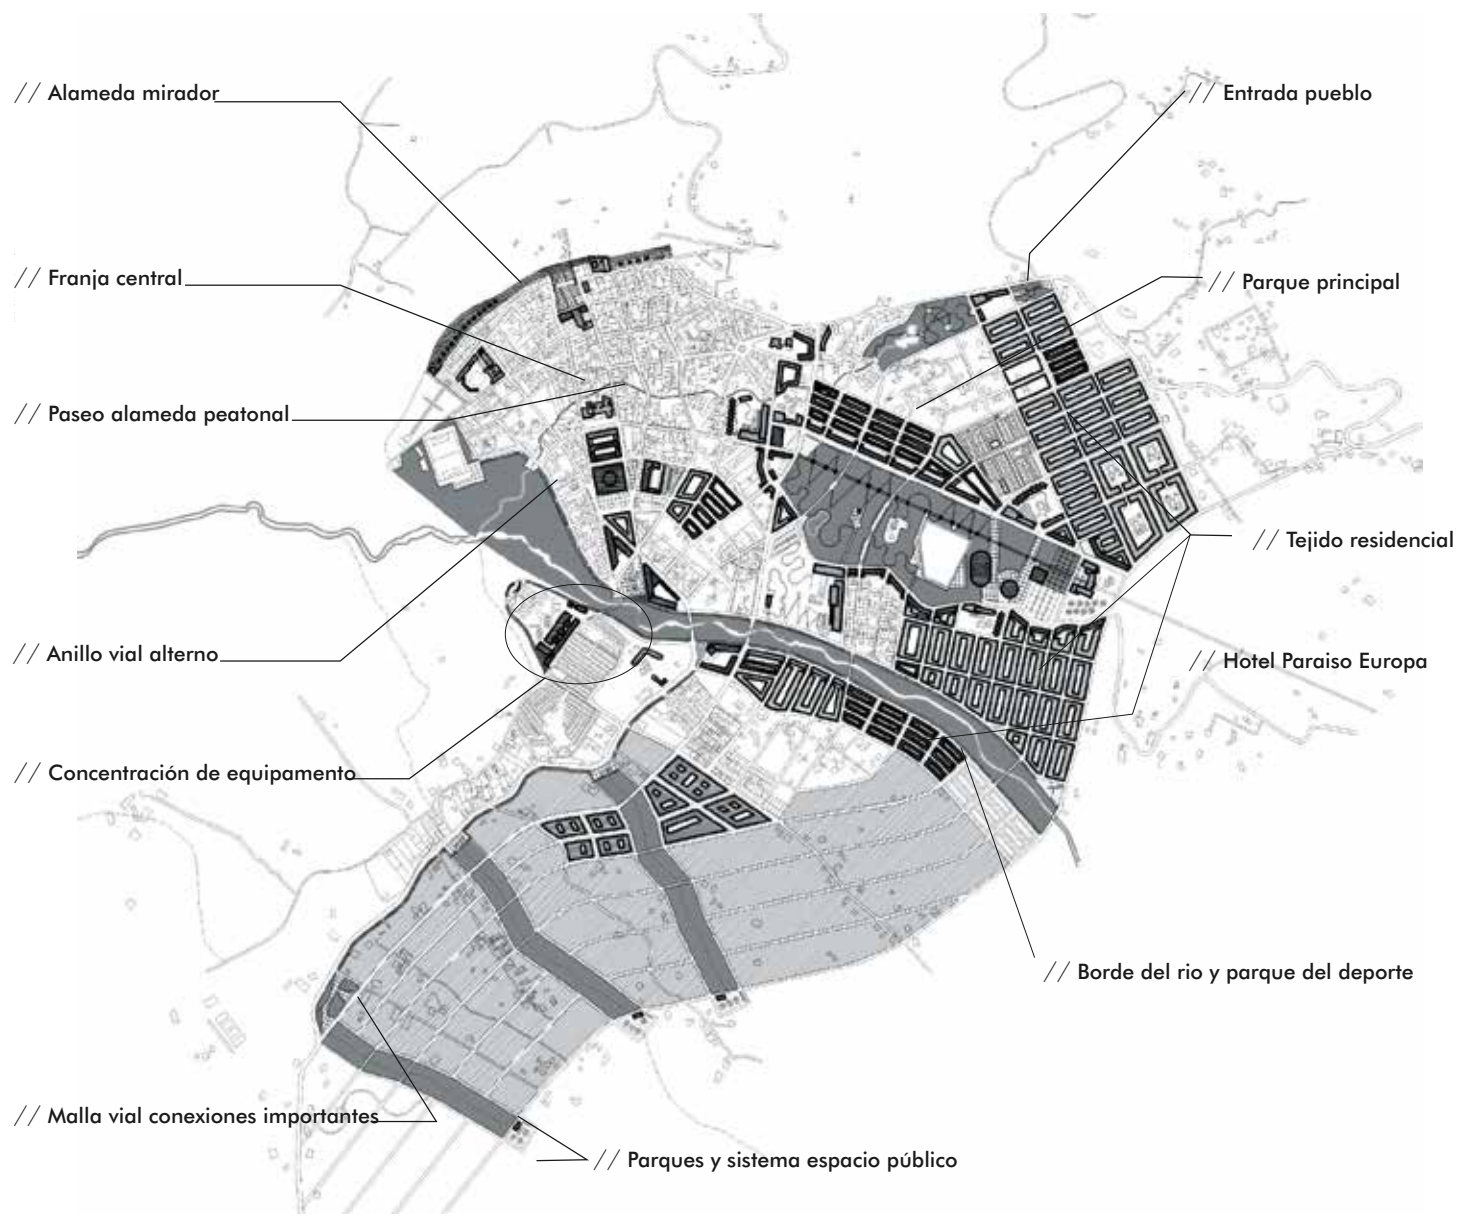 // Alameda mirador
// Entrada pueblo
// Franja central
// Parque principal
// Paseo alameda peatonal
// Tejido residencial
// Anillo vial alterno
// Hotel Paraiso Europa
// Concentración de equipamento
// Borde del rio y parque del deporte
// Malla vial conexiones importantes
// Parques y sistema espacio público